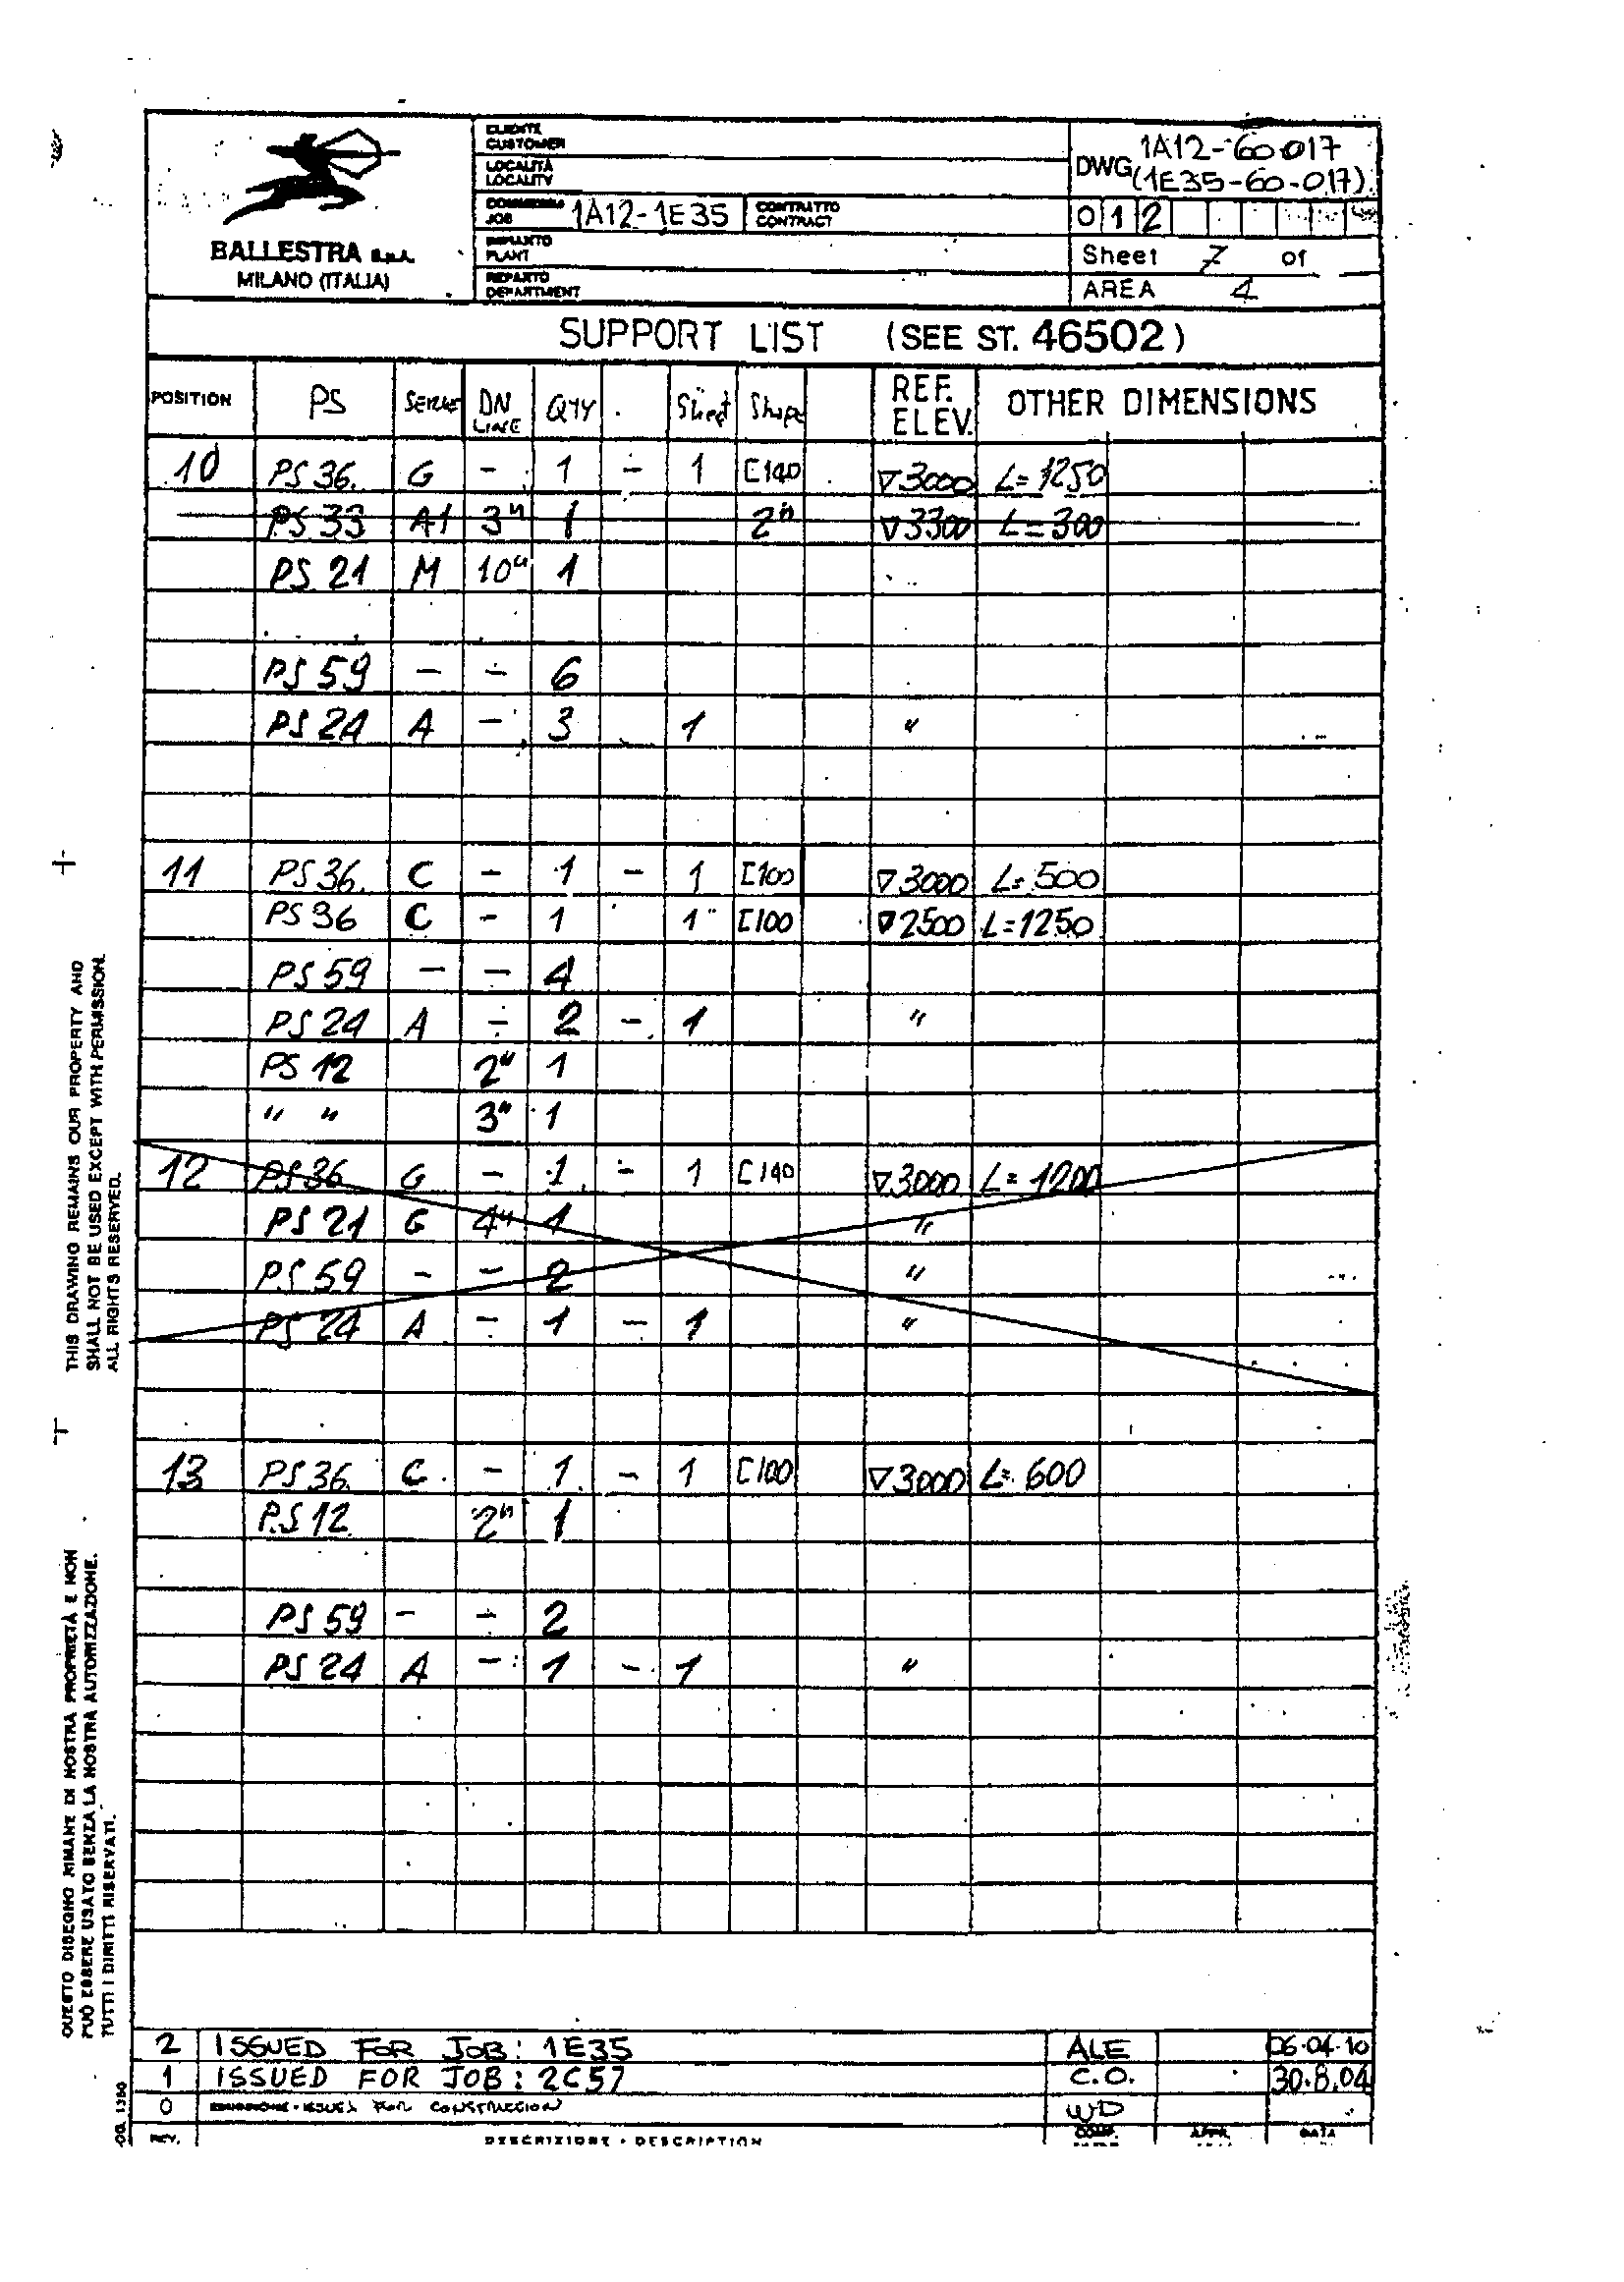 CLIENTE
CUSTOMER
LOCALITÀ
LOCALITY
COMMESSA
JOB 1A12-1E35 CONTRATTO
CONTRACT
IMPIANTO
PLANT
REPARTO
DEPARTMENT
BALLESTRA S.p.A.
MILANO (ITALIA)
DWG 1A12-60-017
(1E35-60-017)
0 1 2
Sheet 7 of
AREA 4
SUPPORT LIST (SEE ST. 46502)
POSITION PS SERIE DN LINE QTY . Sheet Shape REF. ELEV. OTHER DIMENSIONS
10 PS 36. G - 1 - 1 [140 ▽3000 L=1250
PS 33 A1 3" 1 2" ▽3300 L=300
PS 21 M 10" 1
PS 59 - - 6
PS 24 A - 3 1 "
11 PS 36. C - 1 - 1 [100 ▽3000 L=500
PS 36 C - 1 1 [100 ▽2500 L=1250
PS 59 - - 4
PS 24 A - 2 - 1 "
PS 12 2" 1
" " 3" 1
12 PS 36 G - 1 - 1 [140 ▽3000 L=1200
PS 21 G 4" 1 "
PS 59 - - 2 "
PS 24 A - 1 - 1 "
13 PS 36. C - 1 - 1 [100 ▽3000 L=600
PS 12 2" 1
PS 59 - - 2
PS 24 A - 1 - 1 "
THIS DRAWING REMAINS OUR PROPERTY AND
SHALL NOT BE USED EXCEPT WITH PERMISSION.
ALL RIGHTS RESERVED.
QUESTO DISEGNO RIMANE DI NOSTRA PROPRIETÀ E NON
PUÒ ESSERE USATO SENZA LA NOSTRA AUTORIZZAZIONE.
TUTTI I DIRITTI RISERVATI.
2 ISSUED FOR JOB: 1E35 ALE 06.04.10
1 ISSUED FOR JOB: 2C57 C.O. 30.8.04
0 EMISSIONE - ISSUED FOR CONSTRUCTION WD
REV. DESCRIZIONE - DESCRIPTION COMP. APPR. DATA